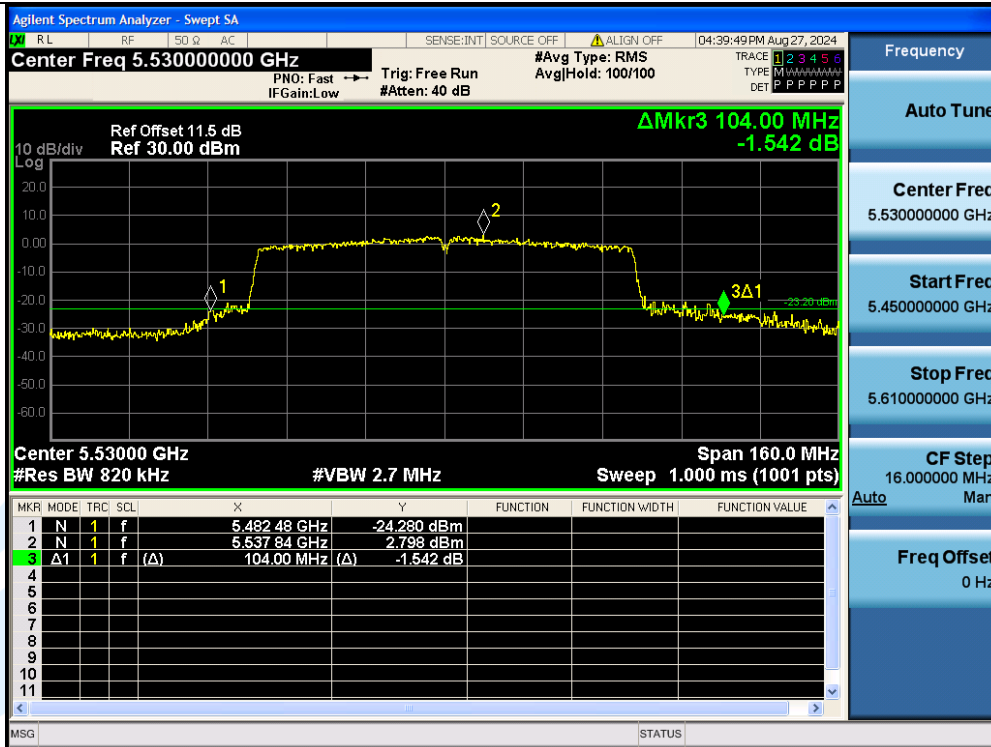 Agilent Spectrum Analyzer - Swept SA
LXI RL RF 50 Ω AC SENSE:INT SOURCE OFF ALIGN OFF 04:39:49 PM Aug 27, 2024
Center Freq 5.530000000 GHz
PNO: Fast
IFGain:Low
Trig: Free Run
#Atten: 40 dB
#Avg Type: RMS
Avg|Hold: 100/100
TRACE 1 2 3 4 5 6
TYPE M
DET P P P P P P
ΔMkr3 104.00 MHz
-1.542 dB
Ref Offset 11.5 dB
10 dB/div Ref 30.00 dBm
Log
20.0
10.0
0.00
-10.0
-20.0
-30.0
-40.0
-50.0
-60.0
1
2
3Δ1
-23.20 dBm
Center 5.53000 GHz Span 160.0 MHz
#Res BW 820 kHz #VBW 2.7 MHz Sweep 1.000 ms (1001 pts)
MKR MODE TRC SCL X Y FUNCTION FUNCTION WIDTH FUNCTION VALUE
1 N 1 f 5.482 48 GHz -24.280 dBm
2 N 1 f 5.537 84 GHz 2.798 dBm
3 Δ1 1 f (Δ) 104.00 MHz (Δ) -1.542 dB
4
5
6
7
8
9
10
11
MSG STATUS
Frequency
Auto Tune
Center Freq
5.530000000 GHz
Start Freq
5.450000000 GHz
Stop Freq
5.610000000 GHz
CF Step
16.000000 MHz
Auto Man
Freq Offset
0 Hz